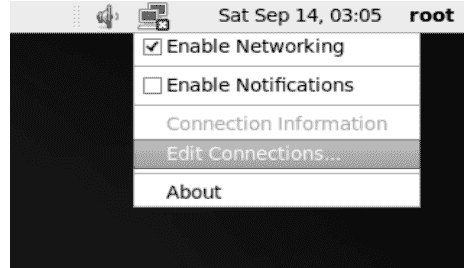 Sat Sep 14, 03:05 root
Enable Networking
Enable Notifications
Connection Information
Edit Connections...
About